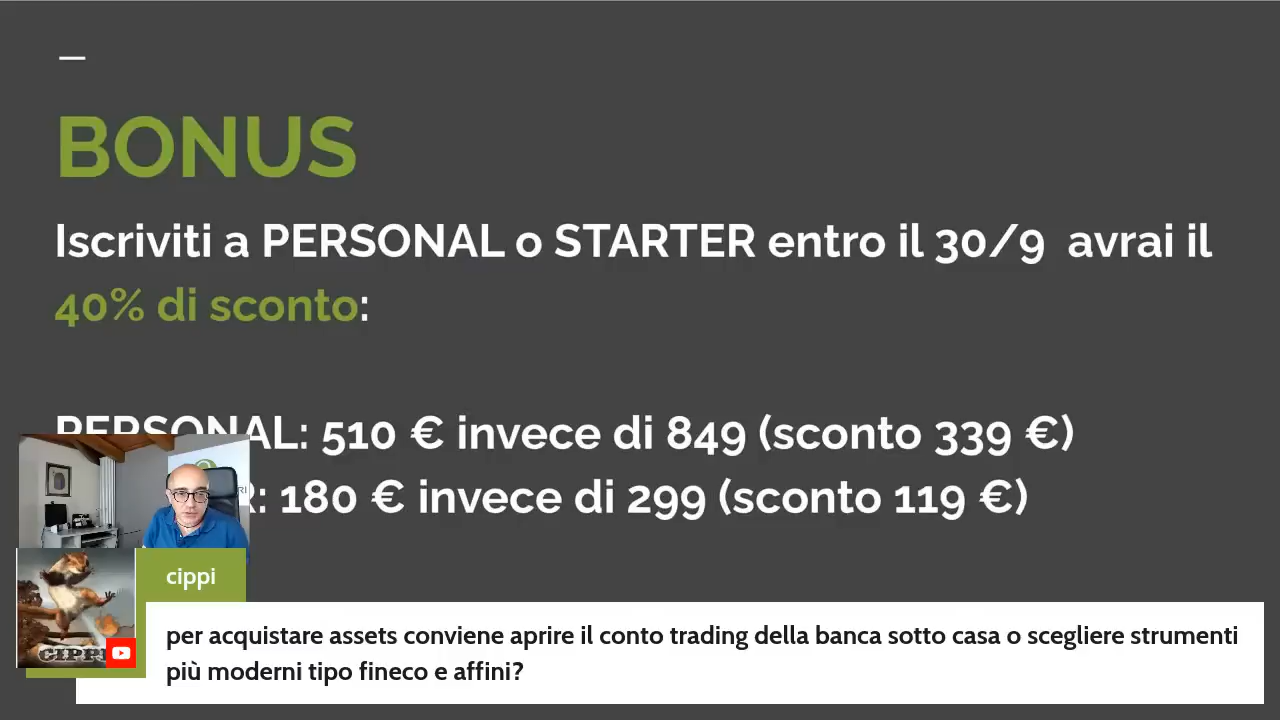 BONUS
Iscriviti a PERSONAL o STARTER entro il 30/9 avrai il
40% di sconto:
PERSONAL: 510 € invece di 849 (sconto 339 €)
R: 180 € invece di 299 (sconto 119 €)
cippi
CIPPI
per acquistare assets conviene aprire il conto trading della banca sotto casa o scegliere strumenti
più moderni tipo fineco e affini?